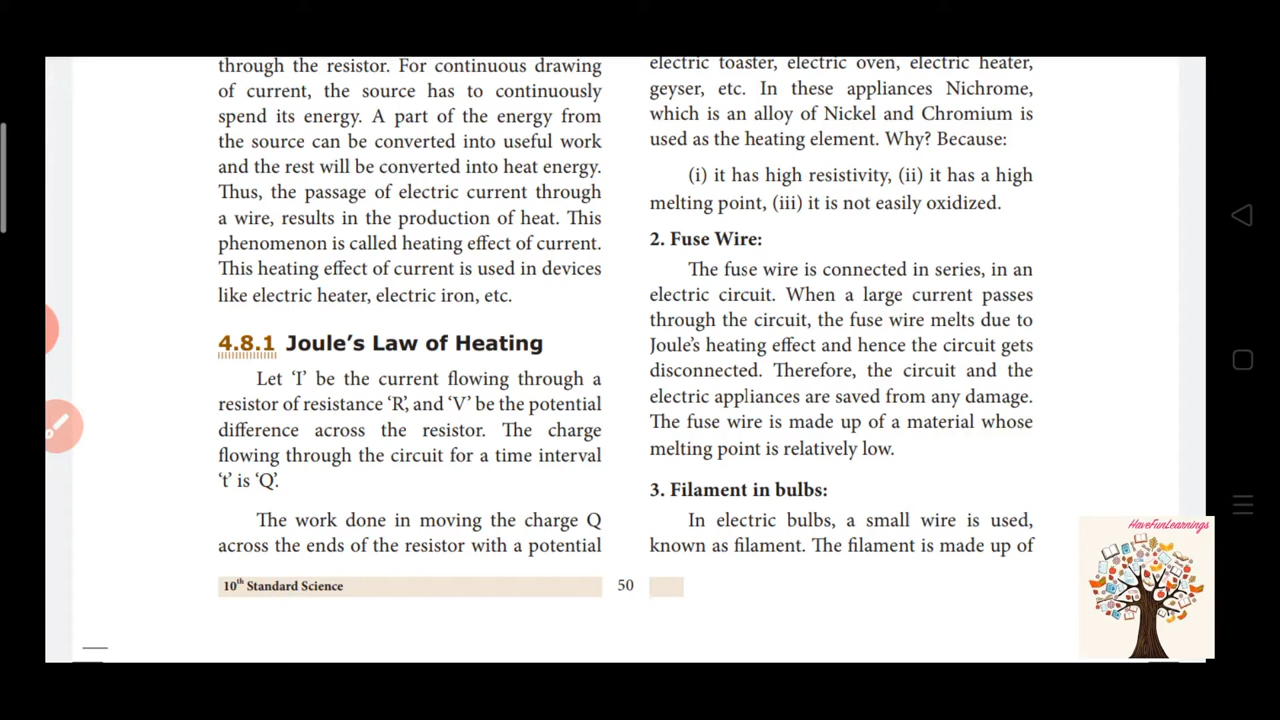 through the resistor. For continuous drawing
of current, the source has to continuously
spend its energy. A part of the energy from
the source can be converted into useful work
and the rest will be converted into heat energy.
Thus, the passage of electric current through
a wire, results in the production of heat. This
phenomenon is called heating effect of current.
This heating effect of current is used in devices
like electric heater, electric iron, etc.
4.8.1 Joule’s Law of Heating
Let ‘I’ be the current flowing through a
resistor of resistance ‘R’, and ‘V’ be the potential
difference across the resistor. The charge
flowing through the circuit for a time interval
‘t’ is ‘Q’.
The work done in moving the charge Q
across the ends of the resistor with a potential
electric toaster, electric oven, electric heater,
geyser, etc. In these appliances Nichrome,
which is an alloy of Nickel and Chromium is
used as the heating element. Why? Because:
(i) it has high resistivity, (ii) it has a high
melting point, (iii) it is not easily oxidized.
2. Fuse Wire:
The fuse wire is connected in series, in an
electric circuit. When a large current passes
through the circuit, the fuse wire melts due to
Joule’s heating effect and hence the circuit gets
disconnected. Therefore, the circuit and the
electric appliances are saved from any damage.
The fuse wire is made up of a material whose
melting point is relatively low.
3. Filament in bulbs:
In electric bulbs, a small wire is used,
known as filament. The filament is made up of
10th Standard Science
50
HaveFunLearnings